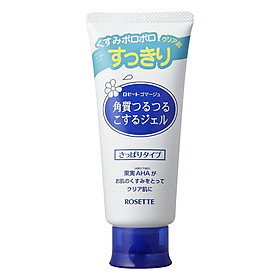 くすみポロポロ
クリア肌
すっきり
ロゼット ゴマージュ
角質つるつる
こするジェル
さっぱりタイプ
果実AHAが
お肌のくすみをとって
クリア肌に
ROSETTE